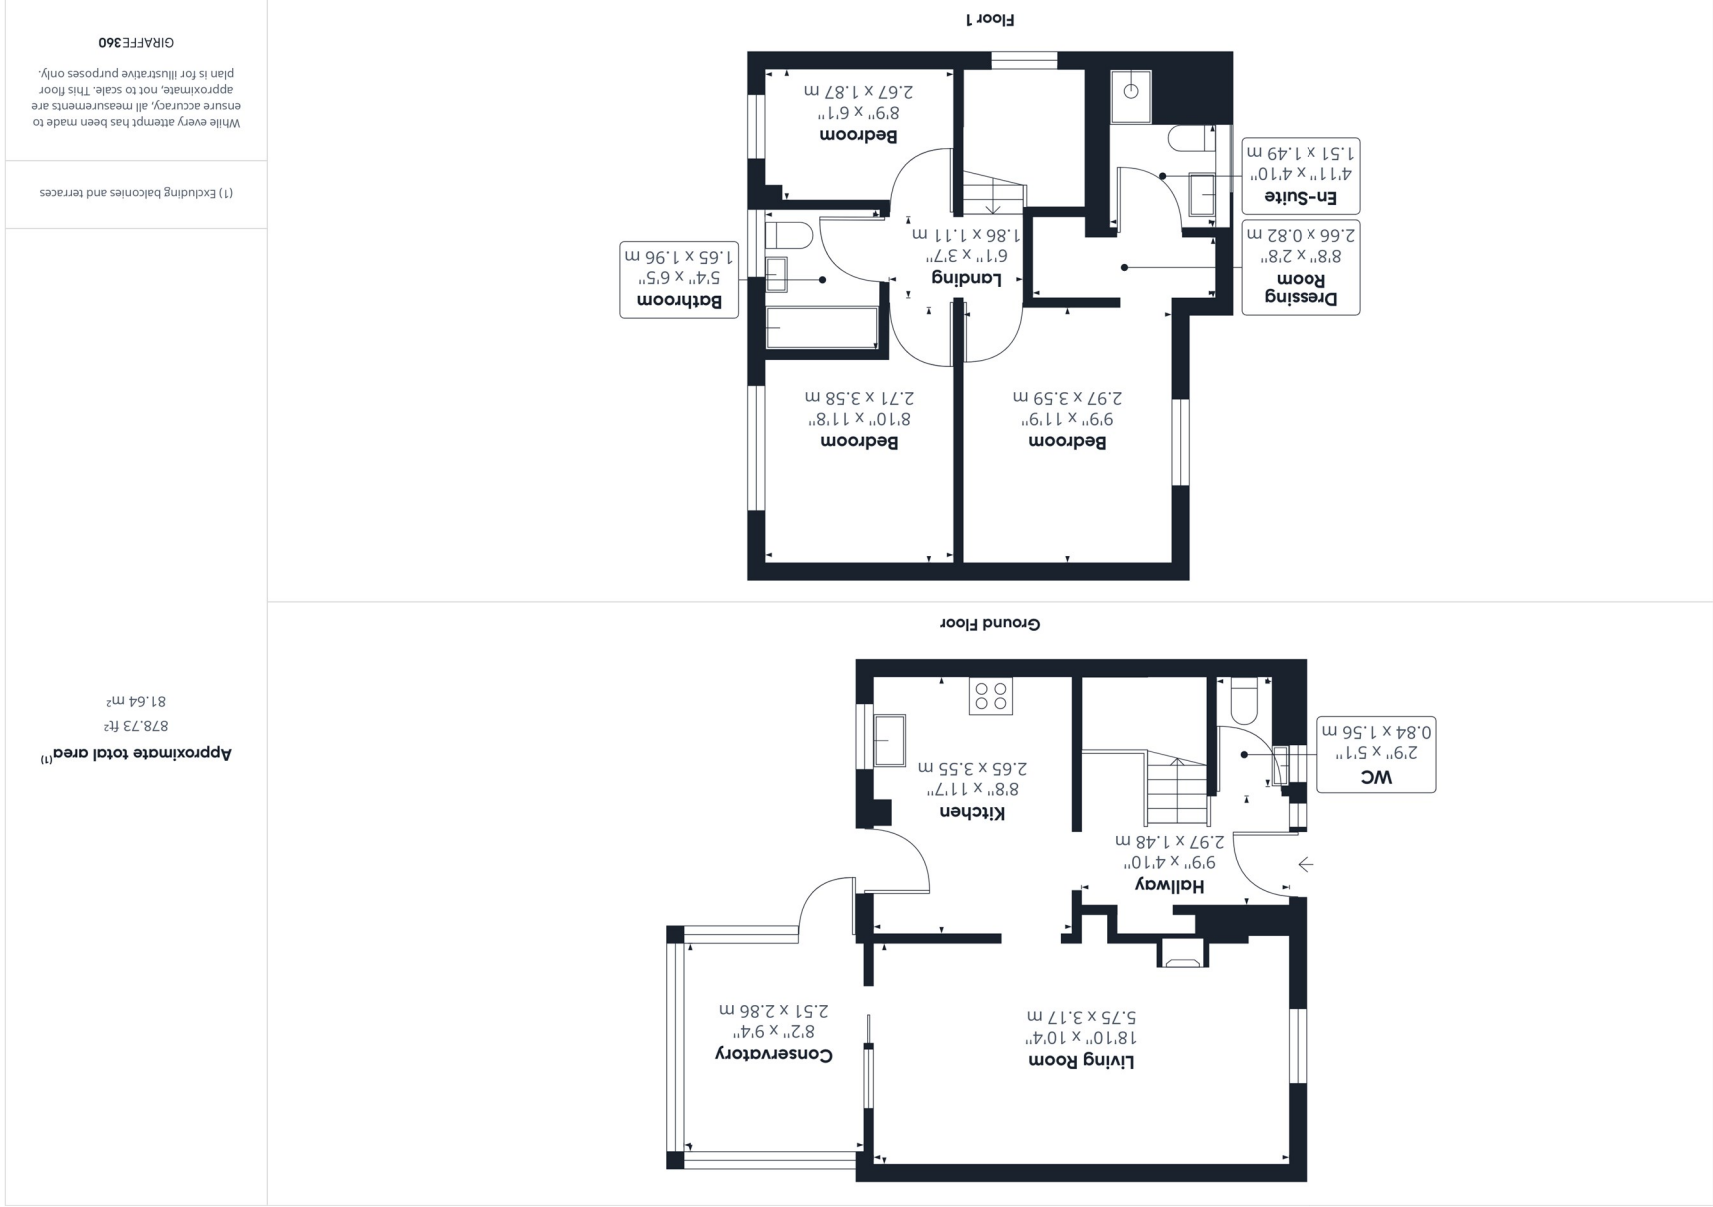 Ground Floor
WC
2'9" x 5'1"
0.84 x 1.56 m
Hallway
9'9" x 4'10"
2.97 x 1.48 m
Kitchen
8'8" x 11'7"
2.65 x 3.55 m
Living Room
18'10" x 10'4"
5.75 x 3.17 m
Conservatory
8'2" x 9'4"
2.51 x 2.86 m
Floor 1
Bedroom
9'9" x 11'9"
2.97 x 3.59 m
Bedroom
8'10" x 11'8"
2.71 x 3.58 m
Dressing
Room
8'8" x 2'8"
2.66 x 0.82 m
Landing
6'1" x 3'7"
1.86 x 1.11 m
Bathroom
5'4" x 6'5"
1.65 x 1.96 m
En-Suite
4'11" x 4'10"
1.51 x 1.49 m
Bedroom
8'9" x 6'1"
2.67 x 1.87 m
Approximate total area(1)
878.73 ft²
81.64 m²
(1) Excluding balconies and terraces
While every attempt has been made to
ensure accuracy, all measurements are
approximate, not to scale. This floor
plan is for illustrative purposes only.
GIRAFFE360